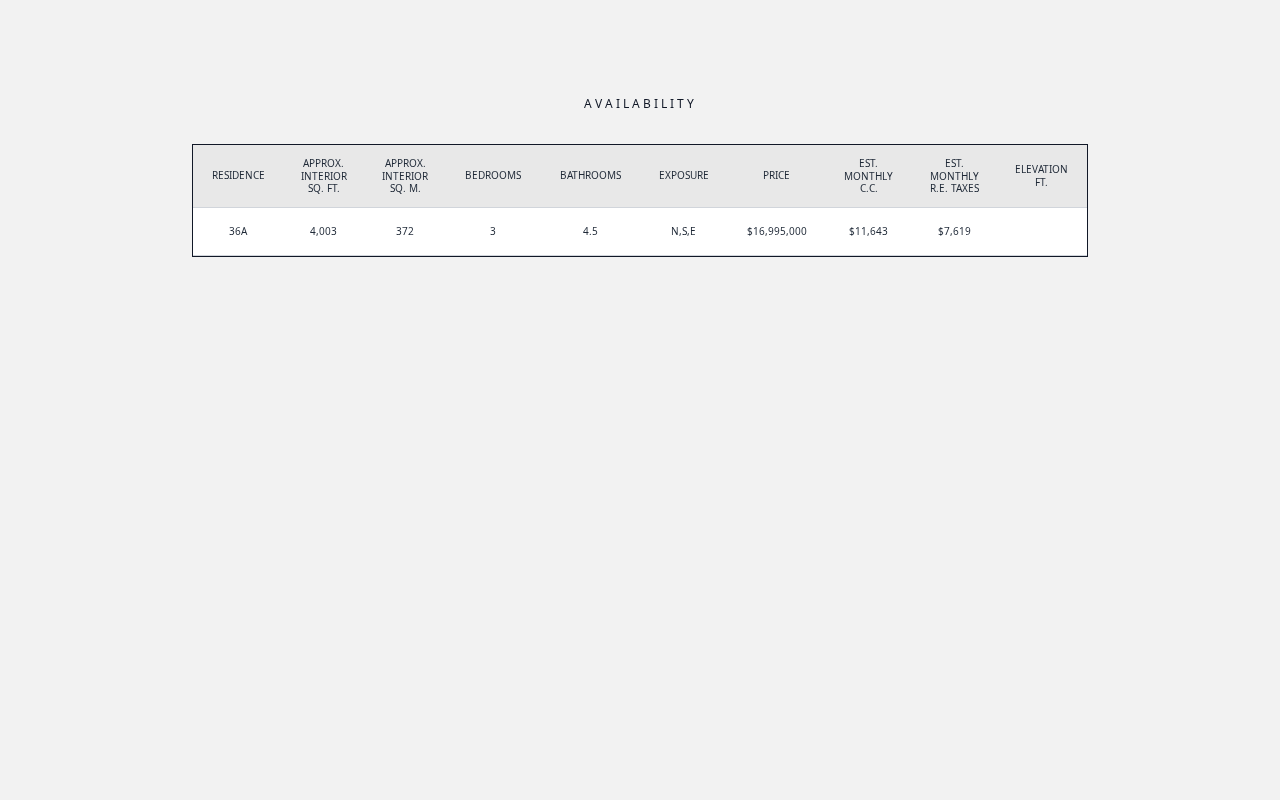 AVAILABILITY
RESIDENCE
APPROX.
INTERIOR
SQ. FT.
APPROX.
INTERIOR
SQ. M.
BEDROOMS
BATHROOMS
EXPOSURE
PRICE
EST.
MONTHLY
C.C.
EST.
MONTHLY
R.E. TAXES
ELEVATION
FT.
36A 4,003 372 3 4.5 N,S,E $16,995,000 $11,643 $7,619